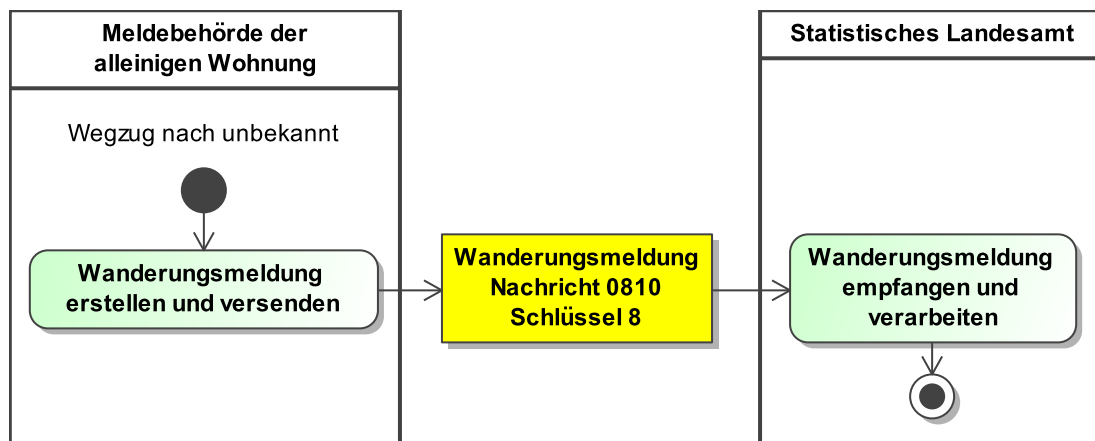 Meldebehörde der
alleinigen Wohnung
Statistisches Landesamt
Wegzug nach unbekannt
Wanderungsmeldung
erstellen und versenden
Wanderungsmeldung
Nachricht 0810
Schlüssel 8
Wanderungsmeldung
empfangen und
verarbeiten